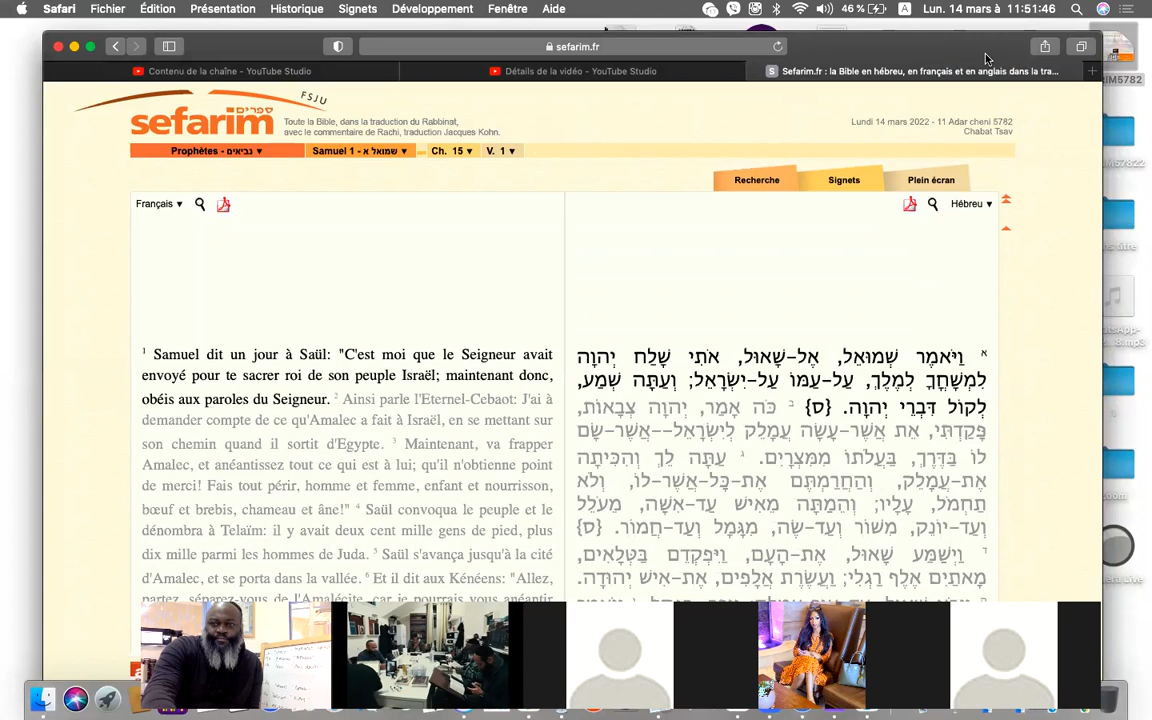 Safari Fichier Édition Présentation Historique Signets Développement Fenêtre Aide
46 % A Lun. 14 mars à 11:51:46
sefarim.fr
Contenu de la chaîne - YouTube Studio
Détails de la vidéo - YouTube Studio
S Sefarim.fr : la Bible en hébreu, en français et en anglais dans la tra...
FSJU
ספרים
sefarim
Toute la Bible, dans la traduction du Rabbinat,
avec le commentaire de Rachi, traduction Jacques Kohn.
Lundi 14 mars 2022 - 11 Adar cheni 5782
Chabat Tsav
Prophètes - נביאים ▼ Samuel 1 - שמואל א ▼ Ch. 15 ▼ V. 1 ▼
Recherche Signets Plein écran
Français ▼
Hébreu ▼
1 Samuel dit un jour à Saül: "C'est moi que le Seigneur avait
envoyé pour te sacrer roi de son peuple Israël; maintenant donc,
obéis aux paroles du Seigneur. 2 Ainsi parle l'Eternel-Cebaot: J'ai à
demander compte de ce qu'Amalec a fait à Israël, en se mettant sur
son chemin quand il sortit d'Egypte. 3 Maintenant, va frapper
Amalec, et anéantissez tout ce qui est à lui; qu'il n'obtienne point
de merci! Fais tout périr, homme et femme, enfant et nourrisson,
bœuf et brebis, chameau et âne!" 4 Saül convoqua le peuple et le
dénombra à Telaïm: il y avait deux cent mille gens de pied, plus
dix mille parmi les hommes de Juda. 5 Saül s'avança jusqu'à la cité
d'Amalec, et se porta dans la vallée. 6 Et il dit aux Kénéens: "Allez,
partez, séparez-vous de l'Amalécite, car je pourrais vous anéantir
א וַיֹּאמֶר שְׁמוּאֵל, אֶל-שָׁאוּל, אֹתִי שָׁלַח יְהוָה
לִמְשָׁחֳךָ לְמֶלֶךְ, עַל-עַמּוֹ עַל-יִשְׂרָאֵל; וְעַתָּה שְׁמַע,
לְקוֹל דִּבְרֵי יְהוָה. {ס} ב כֹּה אָמַר, יְהוָה צְבָאוֹת,
פָּקַדְתִּי, אֵת אֲשֶׁר-עָשָׂה עֲמָלֵק לְיִשְׂרָאֵל--אֲשֶׁר-שָׂם
לוֹ בַּדֶּרֶךְ, בַּעֲלֹתוֹ מִמִּצְרָיִם. ג עַתָּה לֵךְ וְהִכִּיתָה
אֶת-עֲמָלֵק, וְהַחֲרַמְתֶּם אֶת-כָּל-אֲשֶׁר-לוֹ, וְלֹא
תַחְמֹל, עָלָיו; וְהֵמַתָּה מֵאִישׁ עַד-אִשָּׁה, מֵעֹלֵל
וְעַד-יוֹנֵק, מִשּׁוֹר וְעַד-שֶׂה, מִגָּמָל וְעַד-חֲמוֹר. {ס}
ד וַיְשַׁמַּע שָׁאוּל, אֶת-הָעָם, וַיִּפְקְדֵם בַּטְּלָאִים,
מָאתַיִם אֶלֶף רַגְלִי; וַעֲשֶׂרֶת אֲלָפִים, אֶת-אִישׁ יְהוּדָה.